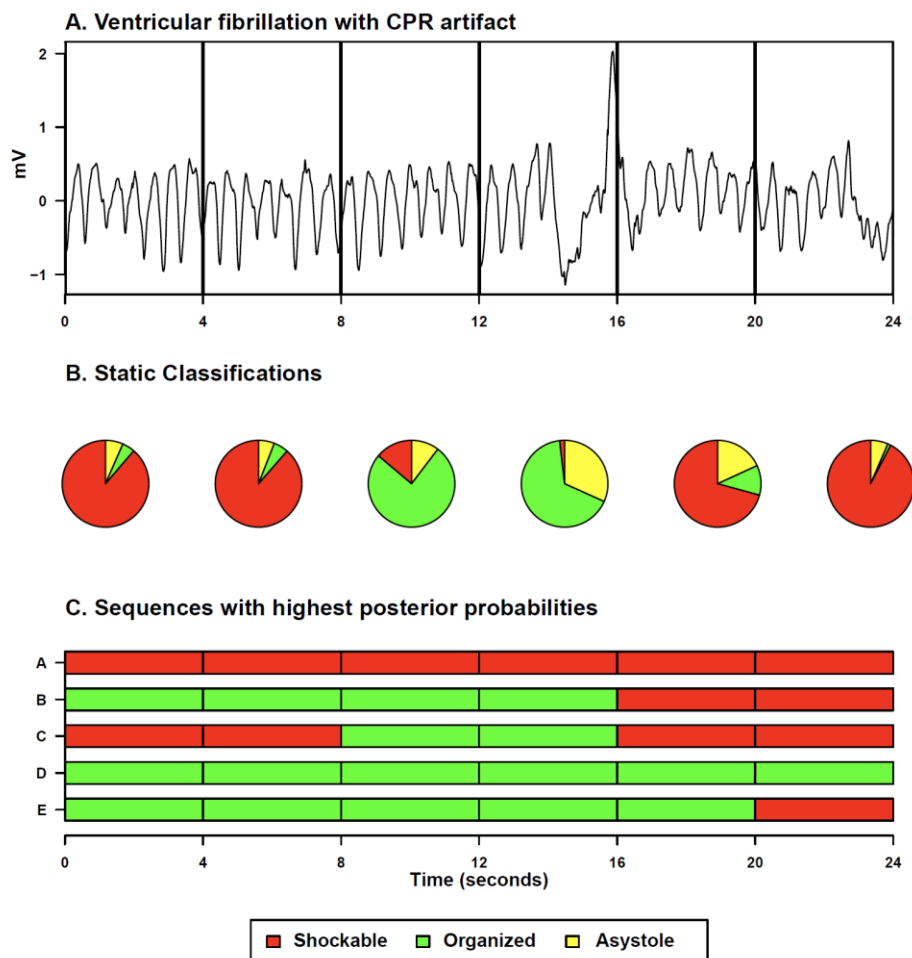 A. Ventricular fibrillation with CPR artifact
mV
2
1
0
−1
0 4 8 12 16 20 24
B. Static Classifications
C. Sequences with highest posterior probabilities
A
B
C
D
E
0 4 8 12 16 20 24
Time (seconds)
Shockable Organized Asystole